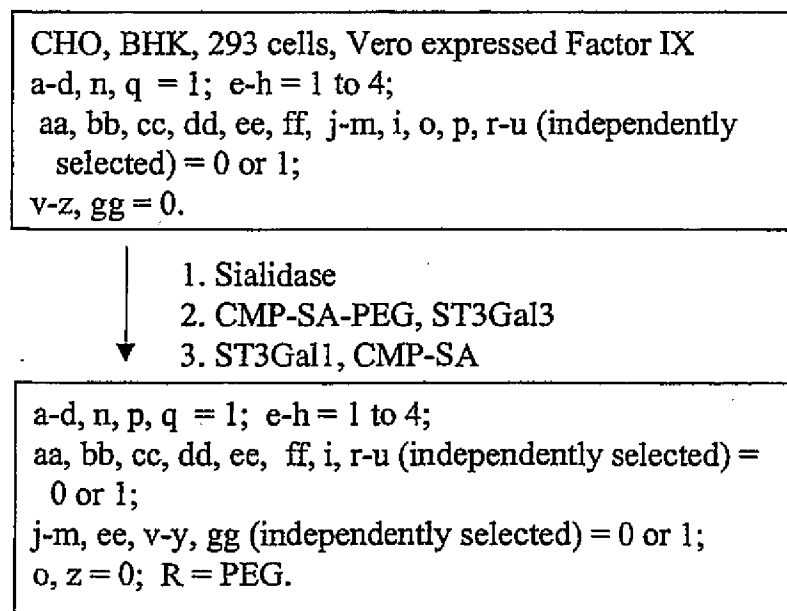 CHO, BHK, 293 cells, Vero expressed Factor IX
a-d, n, q = 1; e-h = 1 to 4;
aa, bb, cc, dd, ee, ff, j-m, i, o, p, r-u (independently
selected) = 0 or 1;
v-z, gg = 0.
1. Sialidase
2. CMP-SA-PEG, ST3Gal3
3. ST3Gal1, CMP-SA
a-d, n, p, q = 1; e-h = 1 to 4;
aa, bb, cc, dd, ee, ff, i, r-u (independently selected) =
0 or 1;
j-m, ee, v-y, gg (independently selected) = 0 or 1;
o, z = 0; R = PEG.